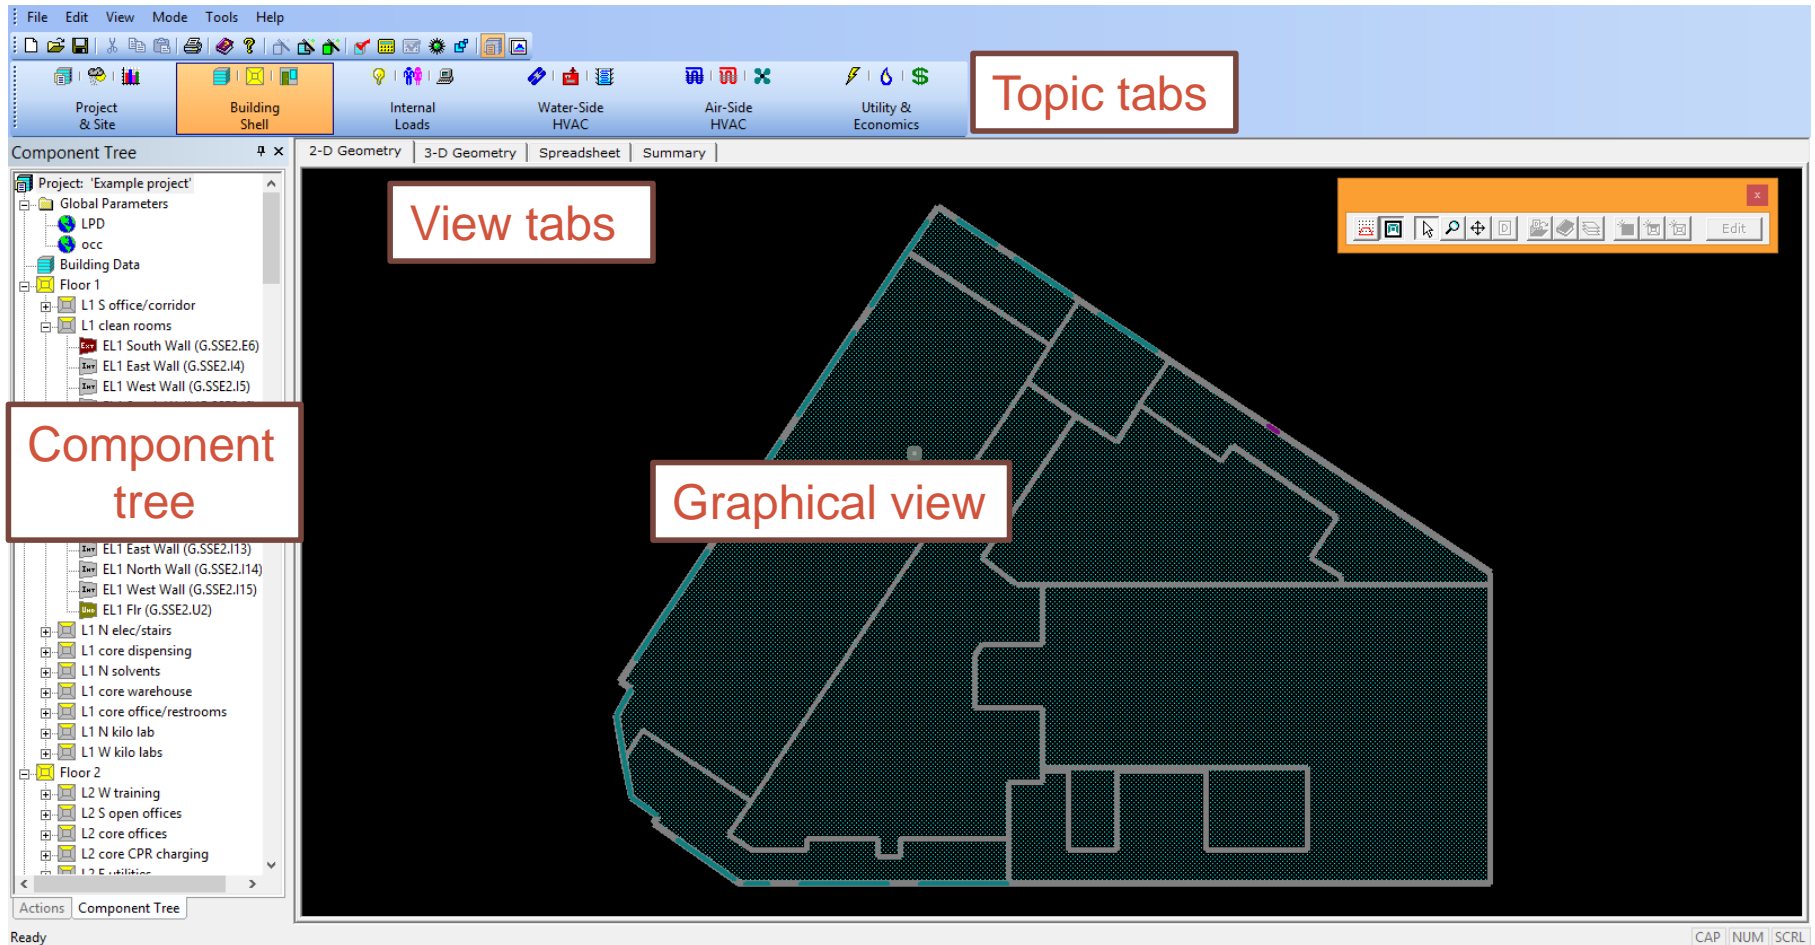 File Edit View Mode Tools Help
Project & Site
Building Shell
Internal Loads
Water-Side HVAC
Air-Side HVAC
Utility & Economics
Topic tabs
Component Tree
2-D Geometry 3-D Geometry Spreadsheet Summary
View tabs
Edit
Project: 'Example project'
Global Parameters
LPD
occ
Building Data
Floor 1
L1 S office/corridor
L1 clean rooms
EL1 South Wall (G.SSE2.E6)
EL1 East Wall (G.SSE2.I4)
EL1 West Wall (G.SSE2.I5)
Component
tree
Graphical view
EL1 East Wall (G.SSE2.I13)
EL1 North Wall (G.SSE2.I14)
EL1 West Wall (G.SSE2.I15)
EL1 Flr (G.SSE2.U2)
L1 N elec/stairs
L1 core dispensing
L1 N solvents
L1 core warehouse
L1 core office/restrooms
L1 N kilo lab
L1 W kilo labs
Floor 2
L2 W training
L2 S open offices
L2 core offices
L2 core CPR charging
Actions Component Tree
Ready
CAP NUM SCRL